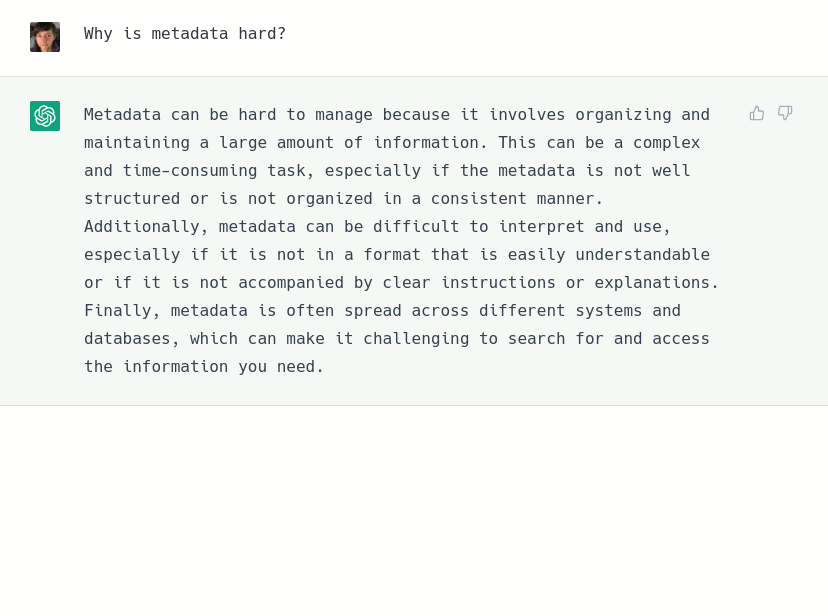 Why is metadata hard?
Metadata can be hard to manage because it involves organizing and
maintaining a large amount of information. This can be a complex
and time-consuming task, especially if the metadata is not well
structured or is not organized in a consistent manner.
Additionally, metadata can be difficult to interpret and use,
especially if it is not in a format that is easily understandable
or if it is not accompanied by clear instructions or explanations.
Finally, metadata is often spread across different systems and
databases, which can make it challenging to search for and access
the information you need.